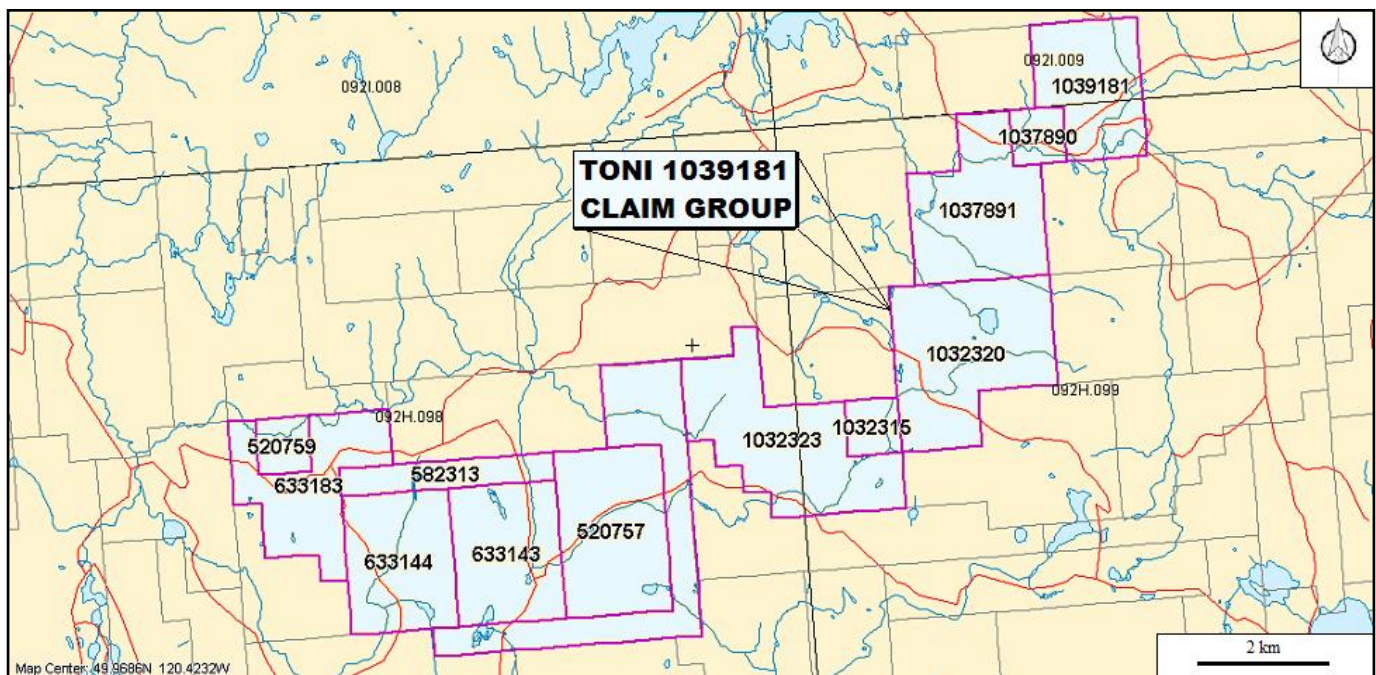 092I.008
092I.009
1039181
1037890
TONI 1039181
CLAIM GROUP
1037891
1032320
092H.099
092H.098
1032315
1032323
520759
582313
633183
520757
633143
633144
2 km
Map Center: 49.9686N 120.4232W